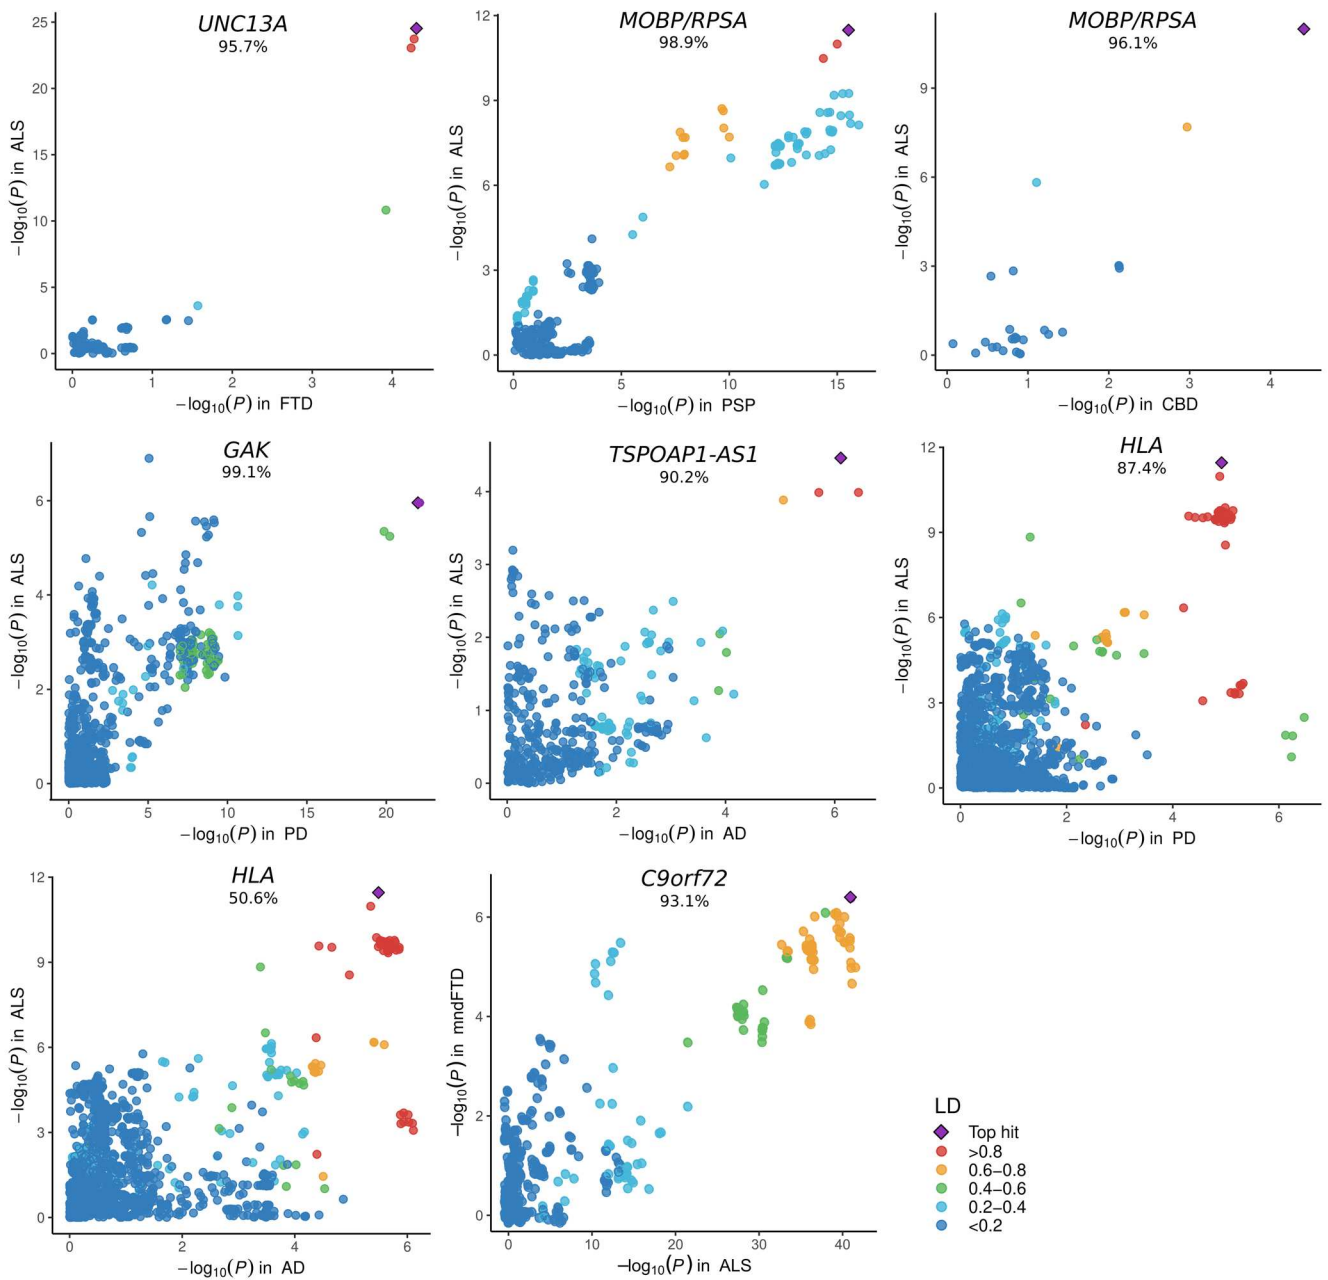 UNC13A
95.7%
25
20
15
10
5
0
−log10(P) in ALS
0 1 2 3 4
−log10(P) in FTD
MOBP/RPSA
98.9%
12
9
6
3
0
−log10(P) in ALS
0 5 10 15
−log10(P) in PSP
MOBP/RPSA
96.1%
9
6
3
0
−log10(P) in ALS
0 1 2 3 4
−log10(P) in CBD
GAK
99.1%
6
4
2
0
−log10(P) in ALS
0 5 10 15 20
−log10(P) in PD
TSPOAP1-AS1
90.2%
4
3
2
1
0
−log10(P) in ALS
0 2 4 6
−log10(P) in AD
HLA
87.4%
12
9
6
3
0
−log10(P) in ALS
0 2 4 6
−log10(P) in PD
HLA
50.6%
12
9
6
3
0
−log10(P) in ALS
0 2 4 6
−log10(P) in AD
C9orf72
93.1%
6
4
2
0
−log10(P) in mndFTD
0 10 20 30 40
−log10(P) in ALS
LD
Top hit
>0.8
0.6−0.8
0.4−0.6
0.2−0.4
<0.2